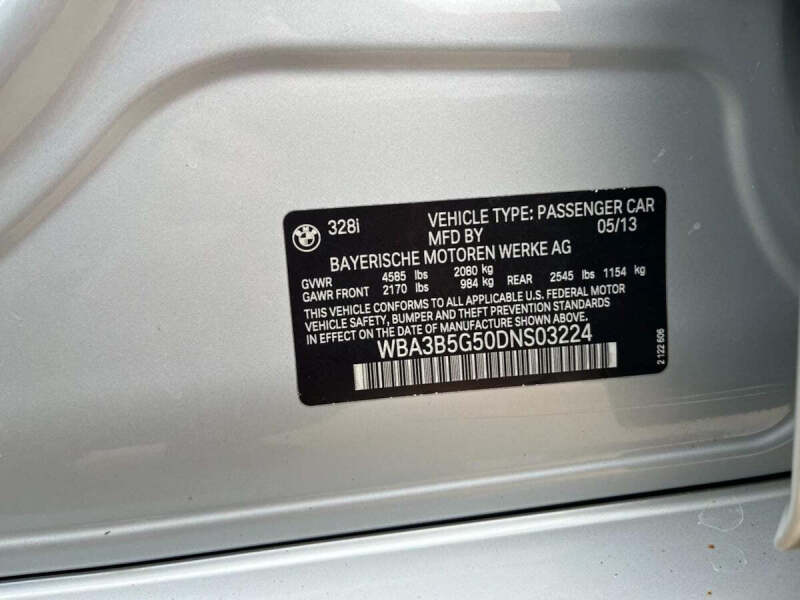 328i VEHICLE TYPE: PASSENGER CAR
MFD BY 05/13
BAYERISCHE MOTOREN WERKE AG
GVWR 4585 lbs 2080 kg
GAWR FRONT 2170 lbs 984 kg REAR 2545 lbs 1154 kg
THIS VEHICLE CONFORMS TO ALL APPLICABLE U.S. FEDERAL MOTOR
VEHICLE SAFETY, BUMPER AND THEFT PREVENTION STANDARDS
IN EFFECT ON THE DATE OF MANUFACTURE SHOWN ABOVE.
WBA3B5G50DNS03224
2 122 606